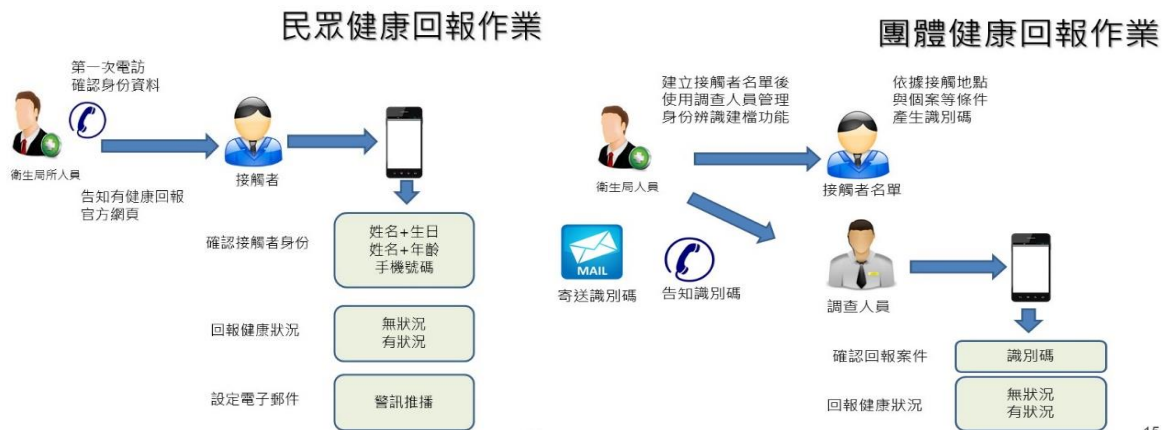 民眾健康回報作業
第一次電訪
確認身份資料
衛生局所人員
告知有健康回報
官方網頁
接觸者
確認接觸者身份
姓名+生日
姓名+年齡
手機號碼
回報健康狀況
無狀況
有狀況
設定電子郵件
警訊推播
團體健康回報作業
建立接觸者名單後
使用調查人員管理
身份辨識建檔功能
依據接觸地點
與個案等條件
產生識別碼
衛生局人員
接觸者名單
MAIL
寄送識別碼
告知識別碼
調查人員
確認回報案件
識別碼
回報健康狀況
無狀況
有狀況
15